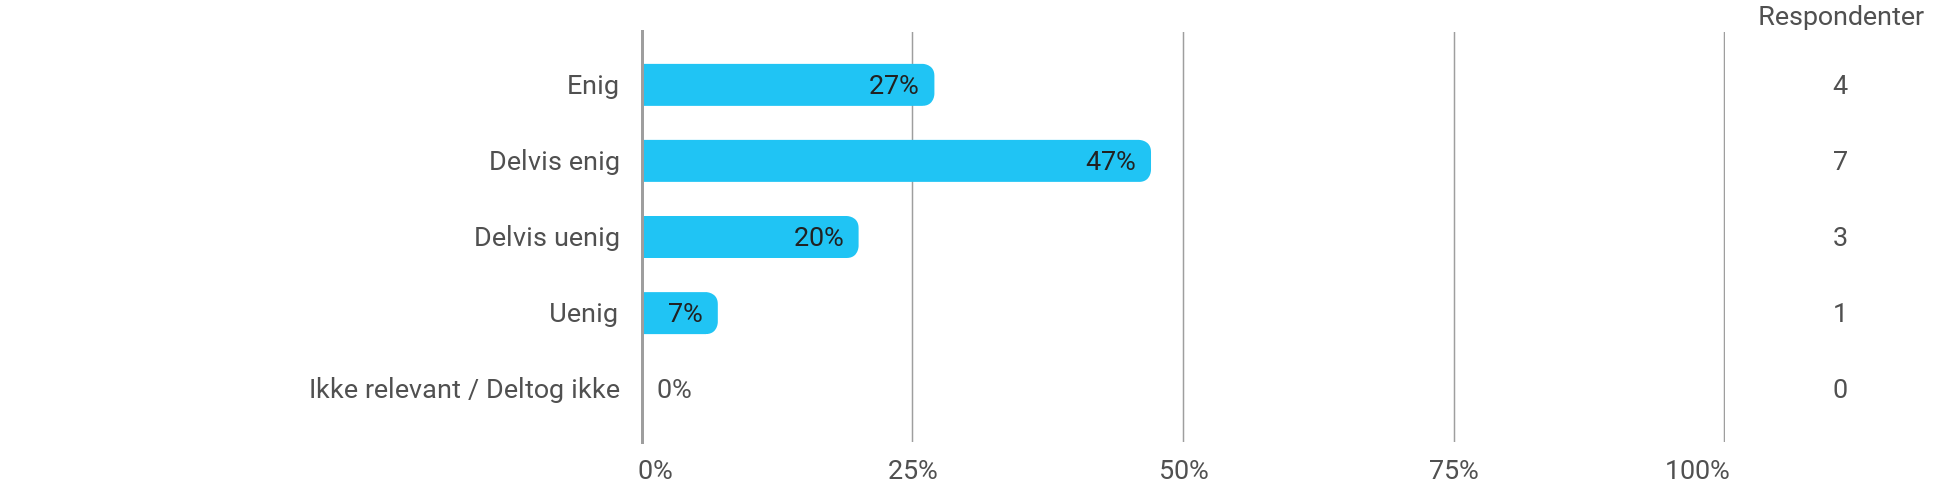 Respondenter
Enig 27% 4
Delvis enig 47% 7
Delvis uenig 20% 3
Uenig 7% 1
Ikke relevant / Deltog ikke 0% 0
0% 25% 50% 75% 100%